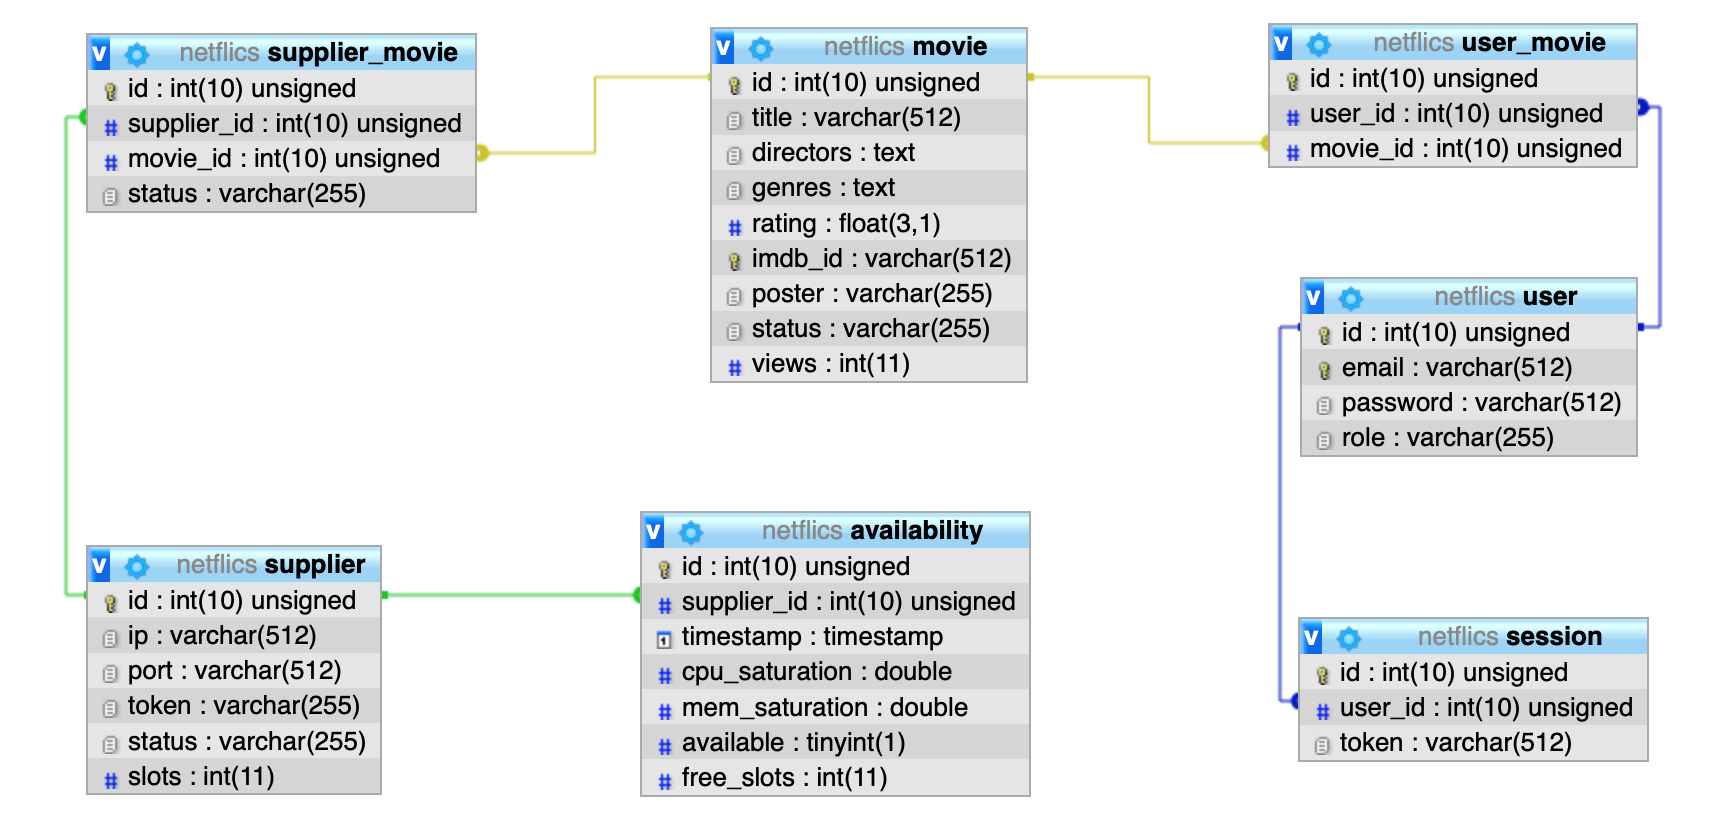 v netflics supplier_movie
id : int(10) unsigned
supplier_id : int(10) unsigned
movie_id : int(10) unsigned
status : varchar(255)
v netflics movie
id : int(10) unsigned
title : varchar(512)
directors : text
genres : text
rating : float(3,1)
imdb_id : varchar(512)
poster : varchar(255)
status : varchar(255)
views : int(11)
v netflics user_movie
id : int(10) unsigned
user_id : int(10) unsigned
movie_id : int(10) unsigned
v netflics user
id : int(10) unsigned
email : varchar(512)
password : varchar(512)
role : varchar(255)
v netflics supplier
id : int(10) unsigned
ip : varchar(512)
port : varchar(512)
token : varchar(255)
status : varchar(255)
slots : int(11)
v netflics availability
id : int(10) unsigned
supplier_id : int(10) unsigned
timestamp : timestamp
cpu_saturation : double
mem_saturation : double
available : tinyint(1)
free_slots : int(11)
v netflics session
id : int(10) unsigned
user_id : int(10) unsigned
token : varchar(512)